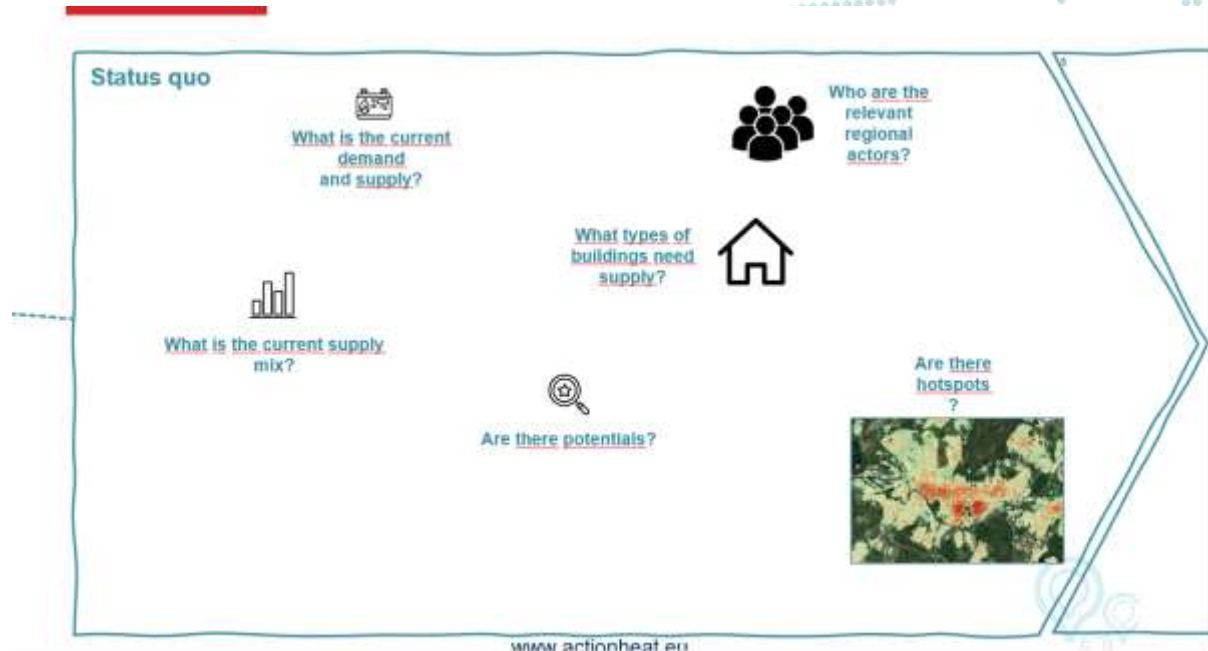 Status quo
What is the current
demand
and supply?
Who are the
relevant
regional
actors?
What types of
buildings need
supply?
What is the current supply
mix?
Are there potentials?
Are there
hotspots
?
www.actionheat.eu